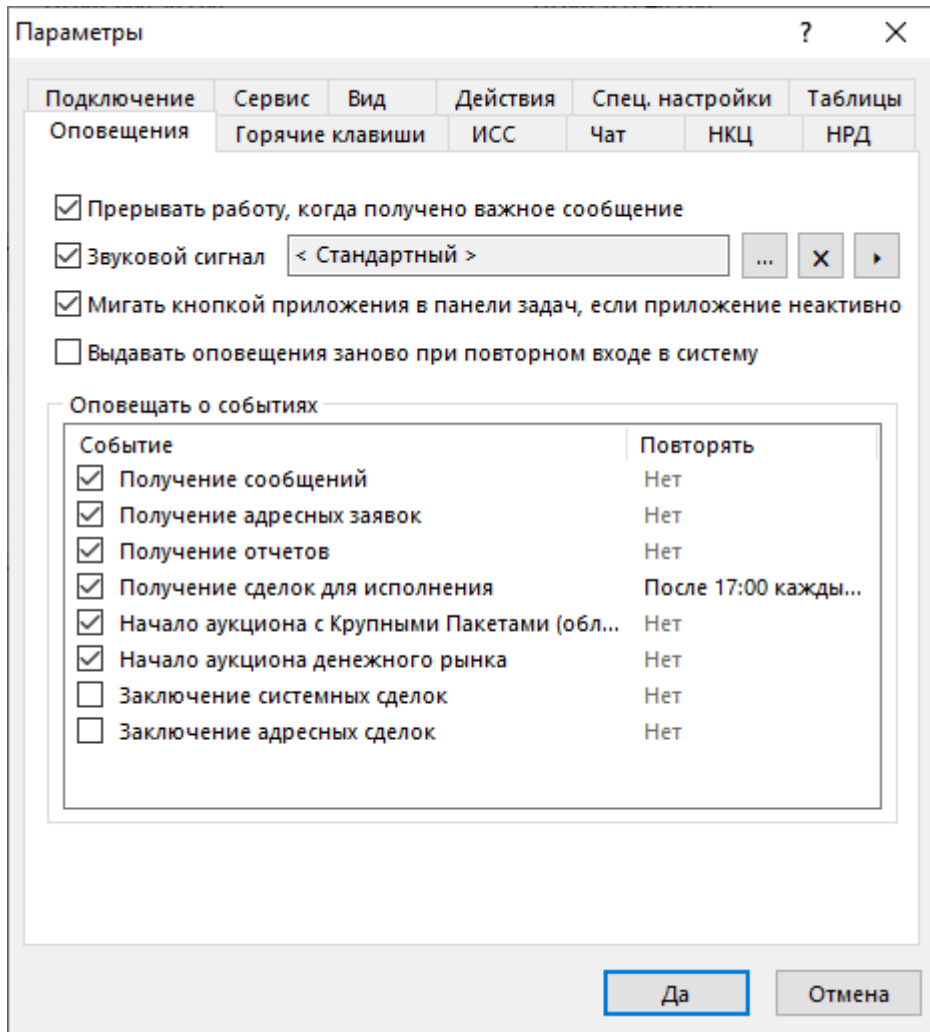 Параметры ?
Подключение Сервис Вид Действия Спец. настройки Таблицы
Оповещения Горячие клавиши ИСС Чат НКЦ НРД
Прерывать работу, когда получено важное сообщение
Звуковой сигнал < Стандартный > ...
Мигать кнопкой приложения в панели задач, если приложение неактивно
Выдавать оповещения заново при повторном входе в систему
Оповещать о событиях
Событие Повторять
Получение сообщений Нет
Получение адресных заявок Нет
Получение отчетов Нет
Получение сделок для исполнения После 17:00 кажды...
Начало аукциона с Крупными Пакетами (обл... Нет
Начало аукциона денежного рынка Нет
Заключение системных сделок Нет
Заключение адресных сделок Нет
Да Отмена